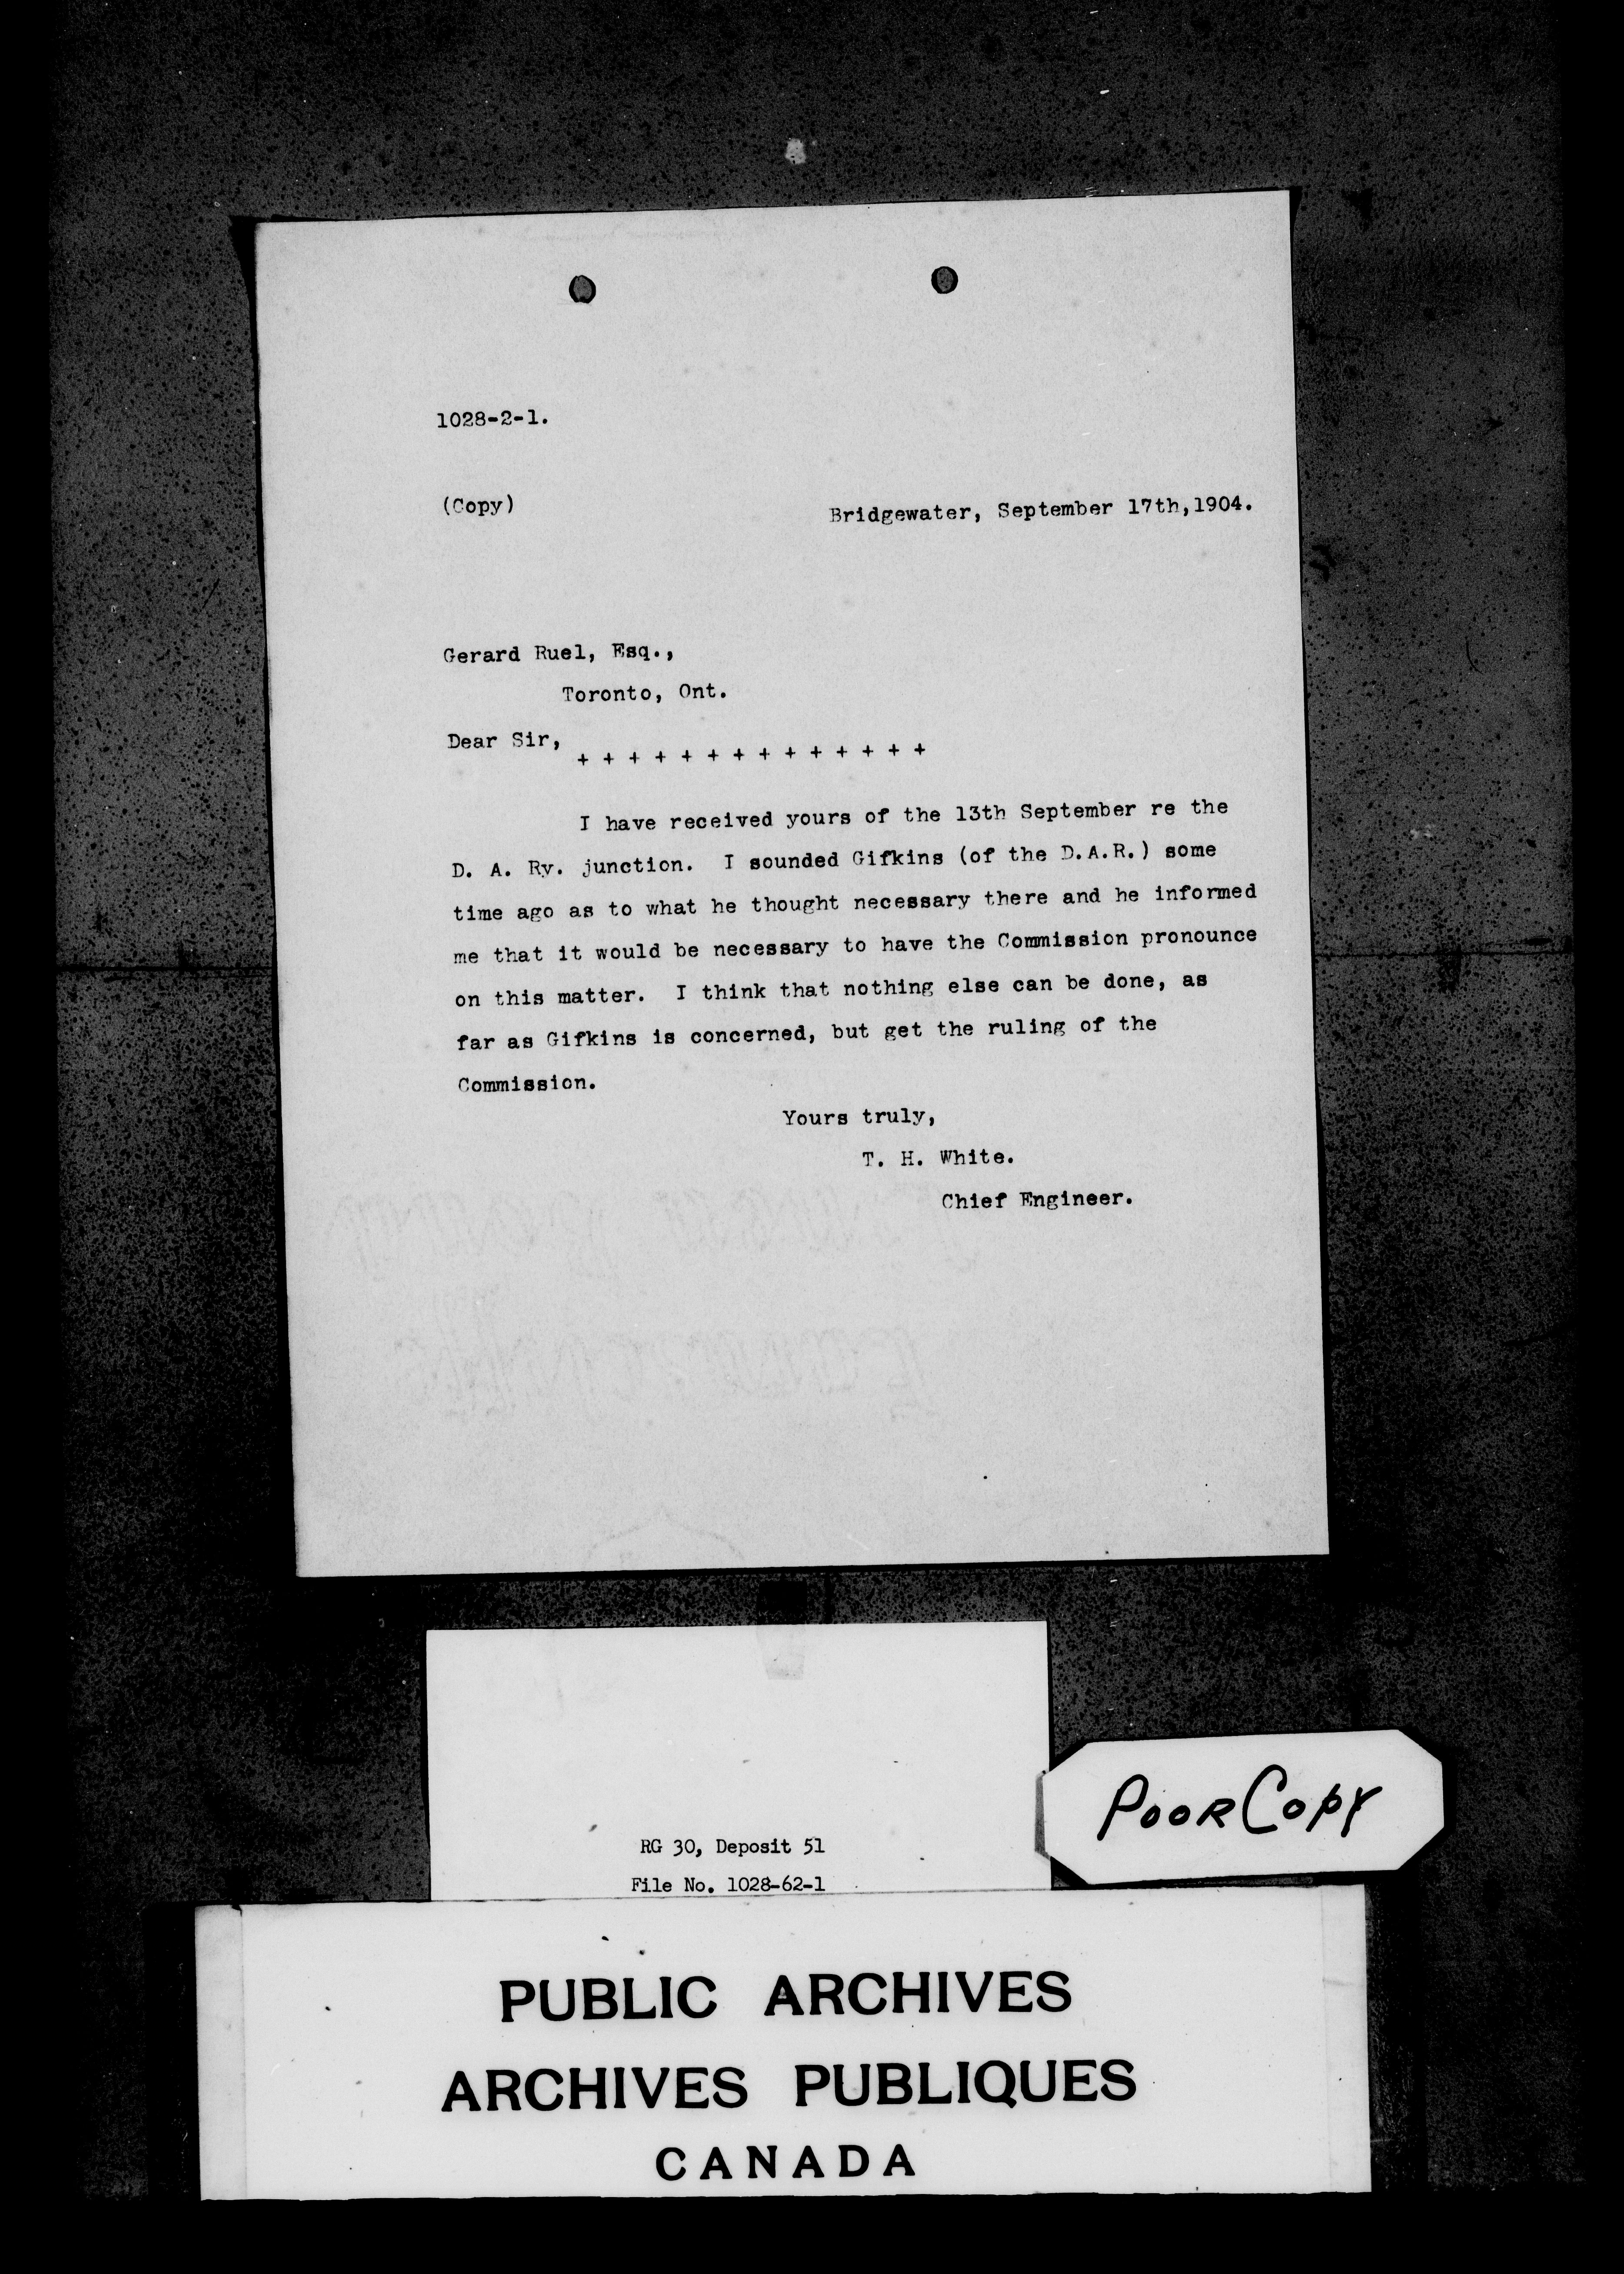 1028-2-1.
(Copy)
Bridgewater, September 17th,1904.
Gerard Ruel, Esq.,
Toronto, Ont.
Dear Sir,
+ + + + + + + + + + + + + +
I have received yours of the 13th September re the
D. A. Ry. junction. I sounded Gifkins (of the D.A.R.) some
time ago as to what he thought necessary there and he informed
me that it would be necessary to have the Commission pronounce
on this matter. I think that nothing else can be done, as
far as Gifkins is concerned, but get the ruling of the
Commission.
Yours truly,
T. H. White.
Chief Engineer.
RG 30, Deposit 51
File No. 1028-62-1
POOR COPY
PUBLIC ARCHIVES
ARCHIVES PUBLIQUES
CANADA